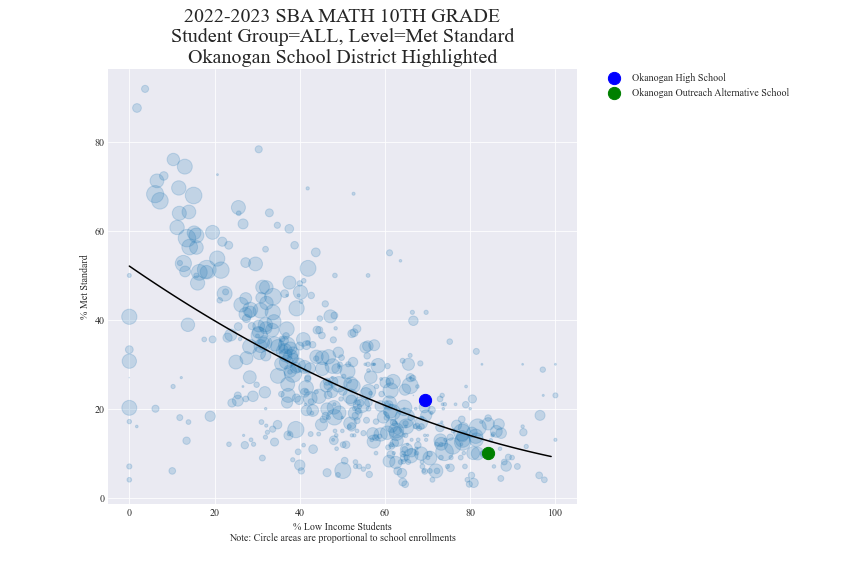 2022-2023 SBA MATH 10TH GRADE
Student Group=ALL, Level=Met Standard
Okanogan School District Highlighted
Okanogan High School
Okanogan Outreach Alternative School
% Met Standard
80
60
40
20
0
0 20 40 60 80 100
% Low Income Students
Note: Circle areas are proportional to school enrollments